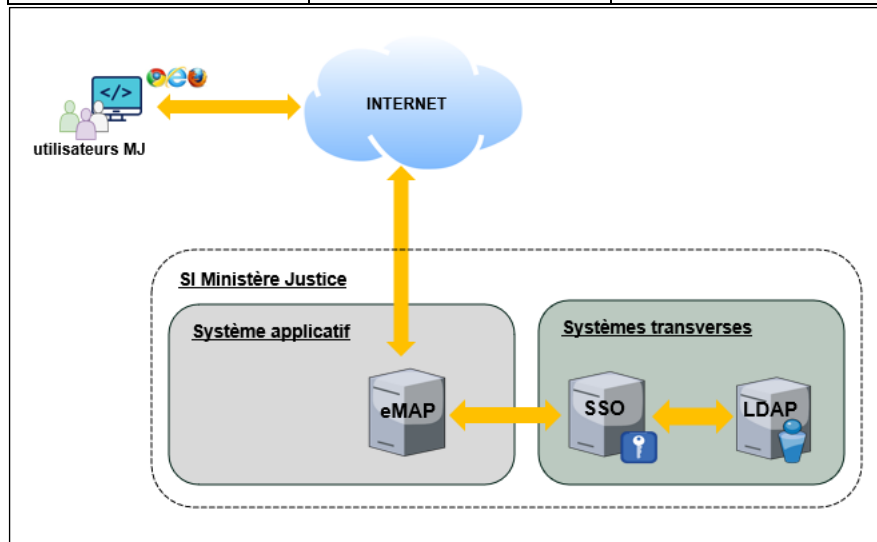 </>
INTERNET
utilisateurs MJ
SI Ministère Justice
Système applicatif
Systèmes transverses
eMAP
SSO
LDAP